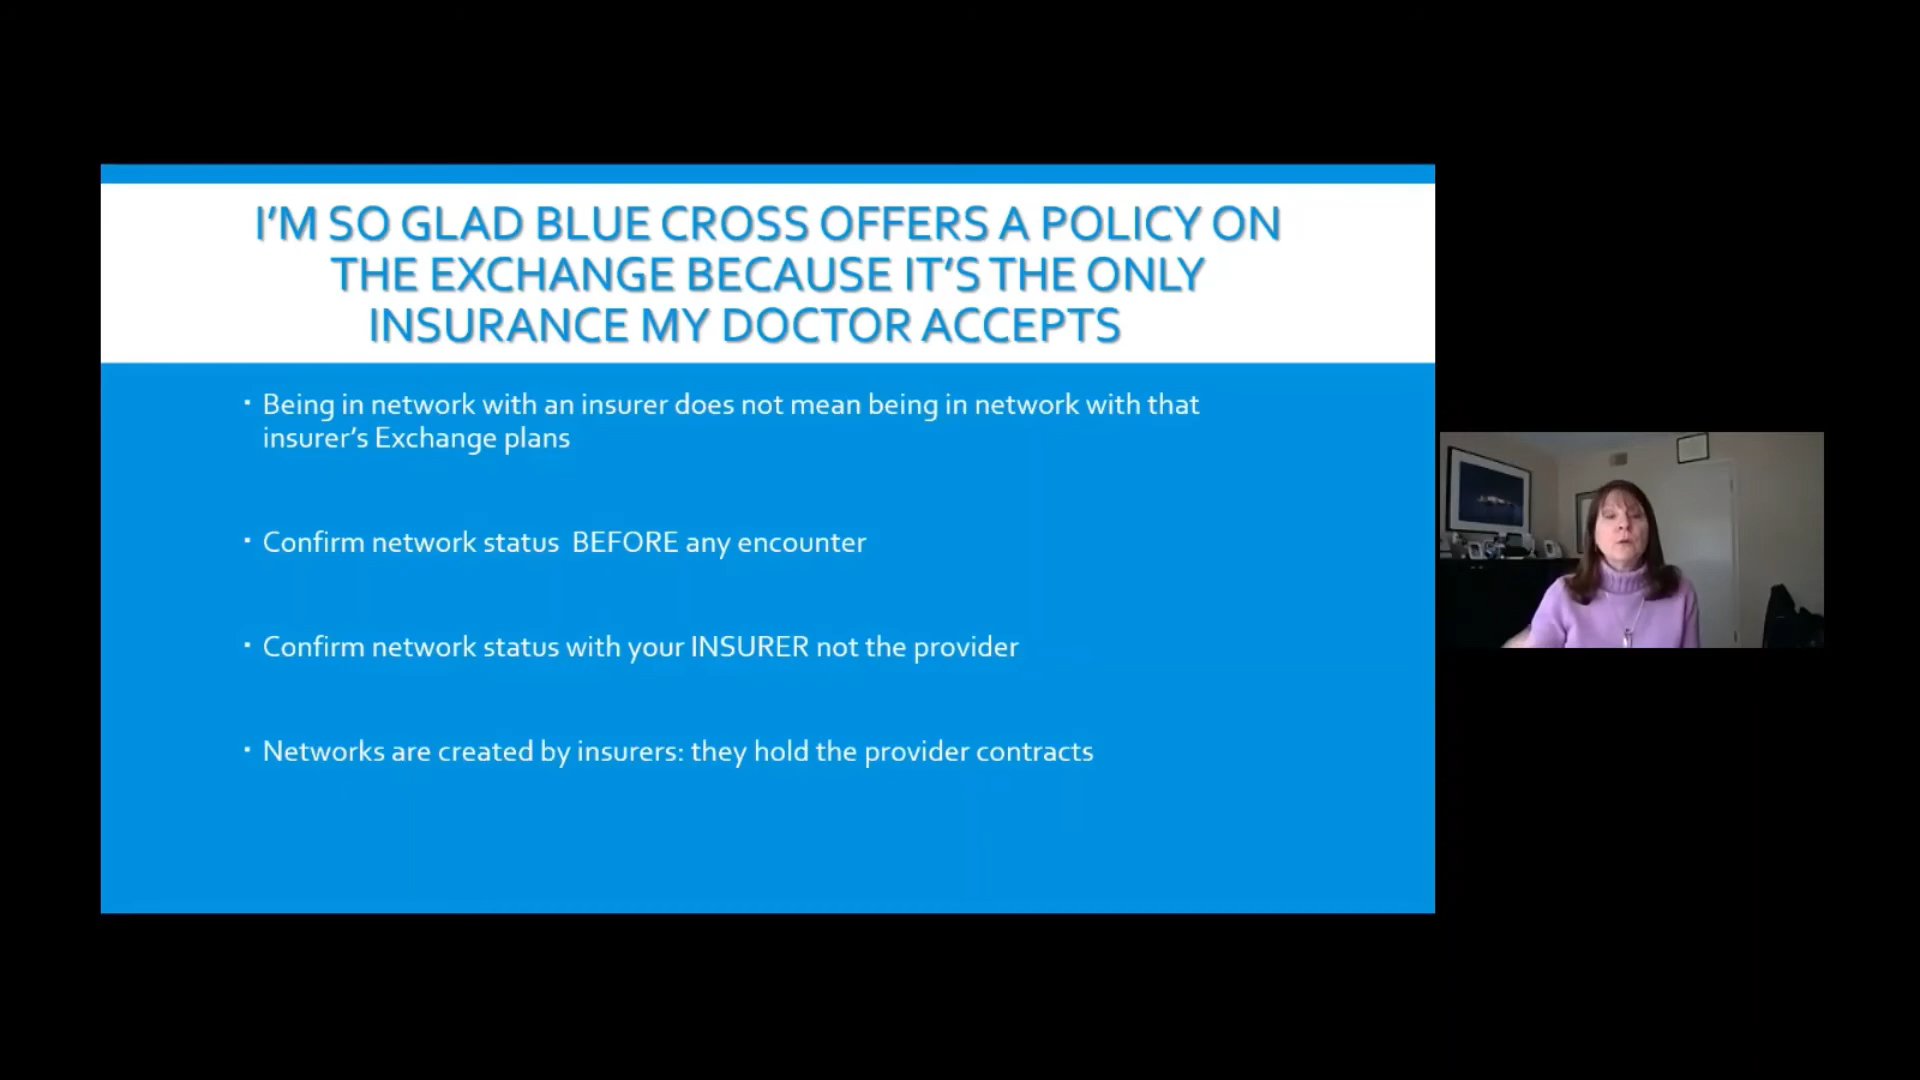 I'M SO GLAD BLUE CROSS OFFERS A POLICY ON
THE EXCHANGE BECAUSE IT'S THE ONLY
INSURANCE MY DOCTOR ACCEPTS
▪ Being in network with an insurer does not mean being in network with that
insurer's Exchange plans
▪ Confirm network status  BEFORE any encounter
▪ Confirm network status with your INSURER not the provider
▪ Networks are created by insurers: they hold the provider contracts